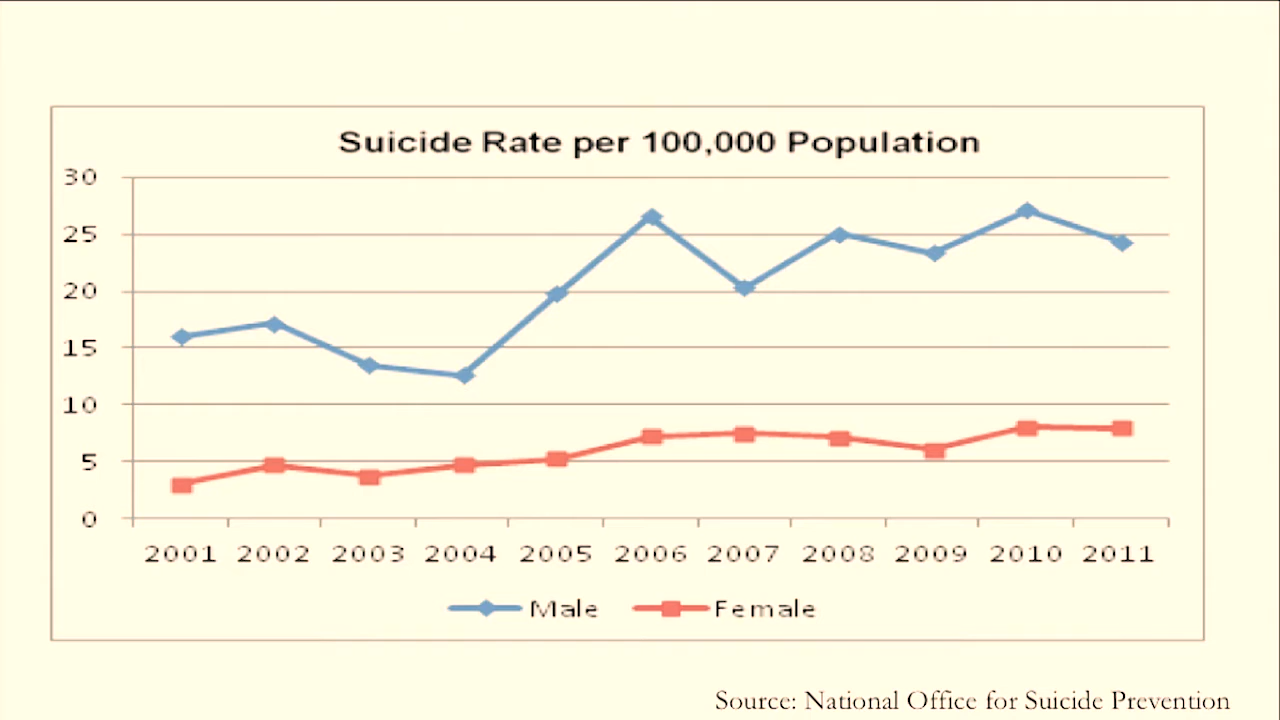 Suicide Rate per 100,000 Population
30
25
20
15
10
5
0
2001 2002 2003 2004 2005 2006 2007 2008 2009 2010 2011
Male Female
Source: National Office for Suicide Prevention